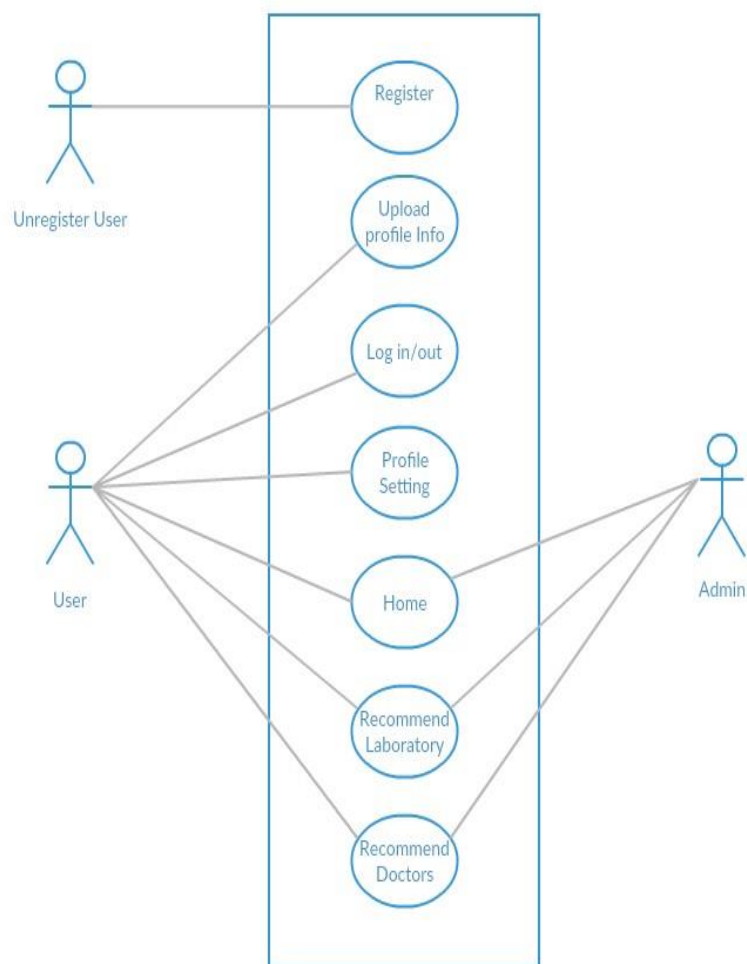 Register
Unregister User
Upload
profile Info
Log in/out
Profile
Setting
User
Home
Admin
Recommend
Laboratory
Recommend
Doctors